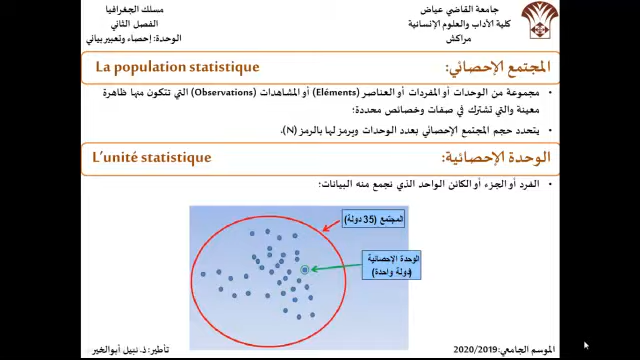 جامعة القاضي عياض
كلية الآداب والعلوم الإنسانية
مراكش
مسلك الجغرافيا
الفصل الثاني
الوحدة: إحصاء وتعبير بياني
المجتمع الإحصائي: La population statistique
• مجموعة من الوحدات أو المفردات أو العناصر (Eléments) أو المشاهدات (Observations) التي تتكون منها ظاهرة
معينة والتي تشترك في صفات وخصائص محددة؛
• يتحدد حجم المجتمع الإحصائي بعدد الوحدات ويرمز لها بالرمز (N).
الوحدة الإحصائية: L'unité statistique
• الفرد أو الجزء أو الكائن الواحد الذي نجمع منه البيانات؛
المجتمع (35 دولة)
الوحدة الإحصائية
(دولة واحدة)
الموسم الجامعي: 2020/2019
تأطير: ذ. نبيل أبوالخير